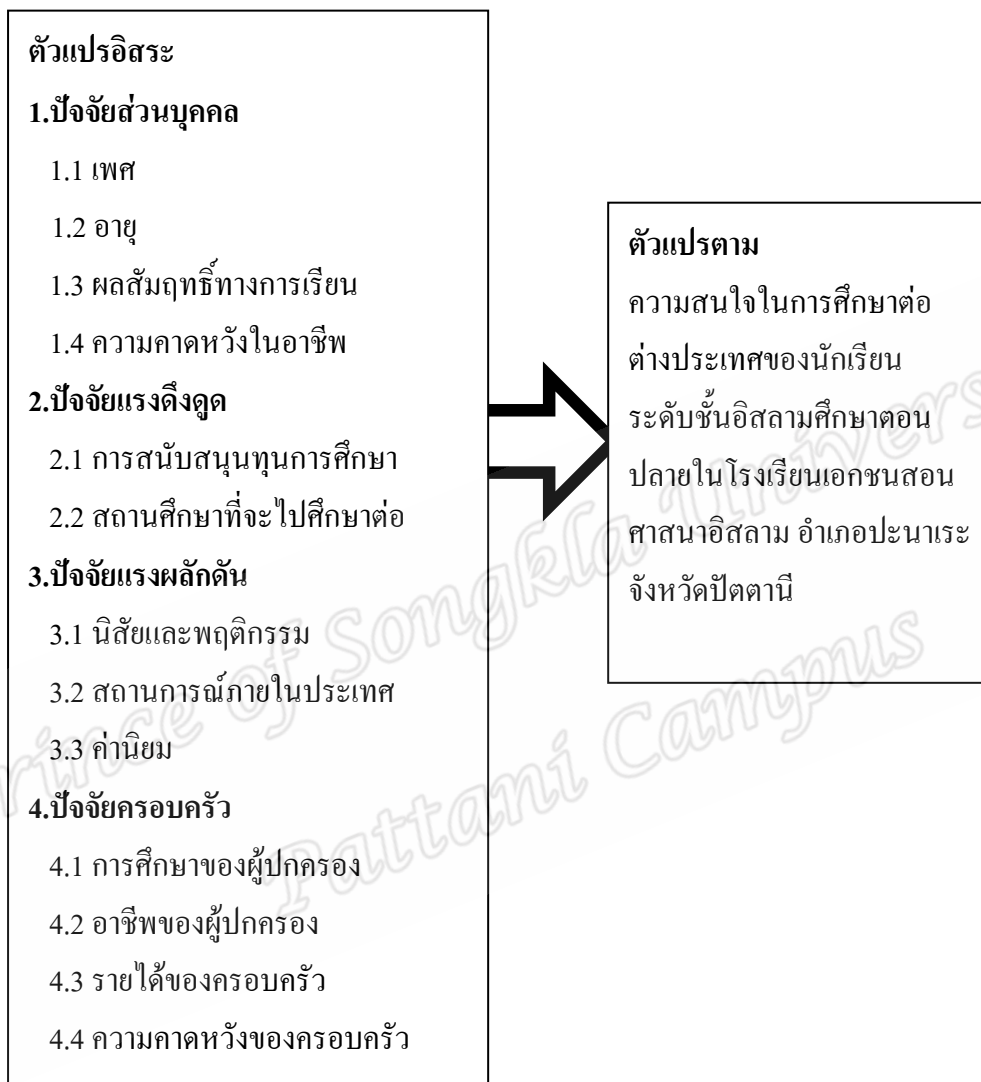 ตัวแปรอิสระ
1.ปัจจัยส่วนบุคคล
1.1 เพศ
1.2 อายุ
1.3 ผลสัมฤทธิ์ทางการเรียน
1.4 ความคาดหวังในอาชีพ
2.ปัจจัยแรงดึงดูด
2.1 การสนับสนุนทุนการศึกษา
2.2 สถานศึกษาที่จะไปศึกษาต่อ
3.ปัจจัยแรงผลักดัน
3.1 นิสัยและพฤติกรรม
3.2 สถานการณ์ภายในประเทศ
3.3 ค่านิยม
4.ปัจจัยครอบครัว
4.1 การศึกษาของผู้ปกครอง
4.2 อาชีพของผู้ปกครอง
4.3 รายได้ของครอบครัว
4.4 ความคาดหวังของครอบครัว
ตัวแปรตาม
ความสนใจในการศึกษาต่อ
ต่างประเทศของนักเรียน
ระดับชั้นอิสลามศึกษาตอน
ปลายในโรงเรียนเอกชนสอน
ศาสนาอิสลาม อำเภอปะนาเระ
จังหวัดปัตตานี
of Songkla
Pattani Campus